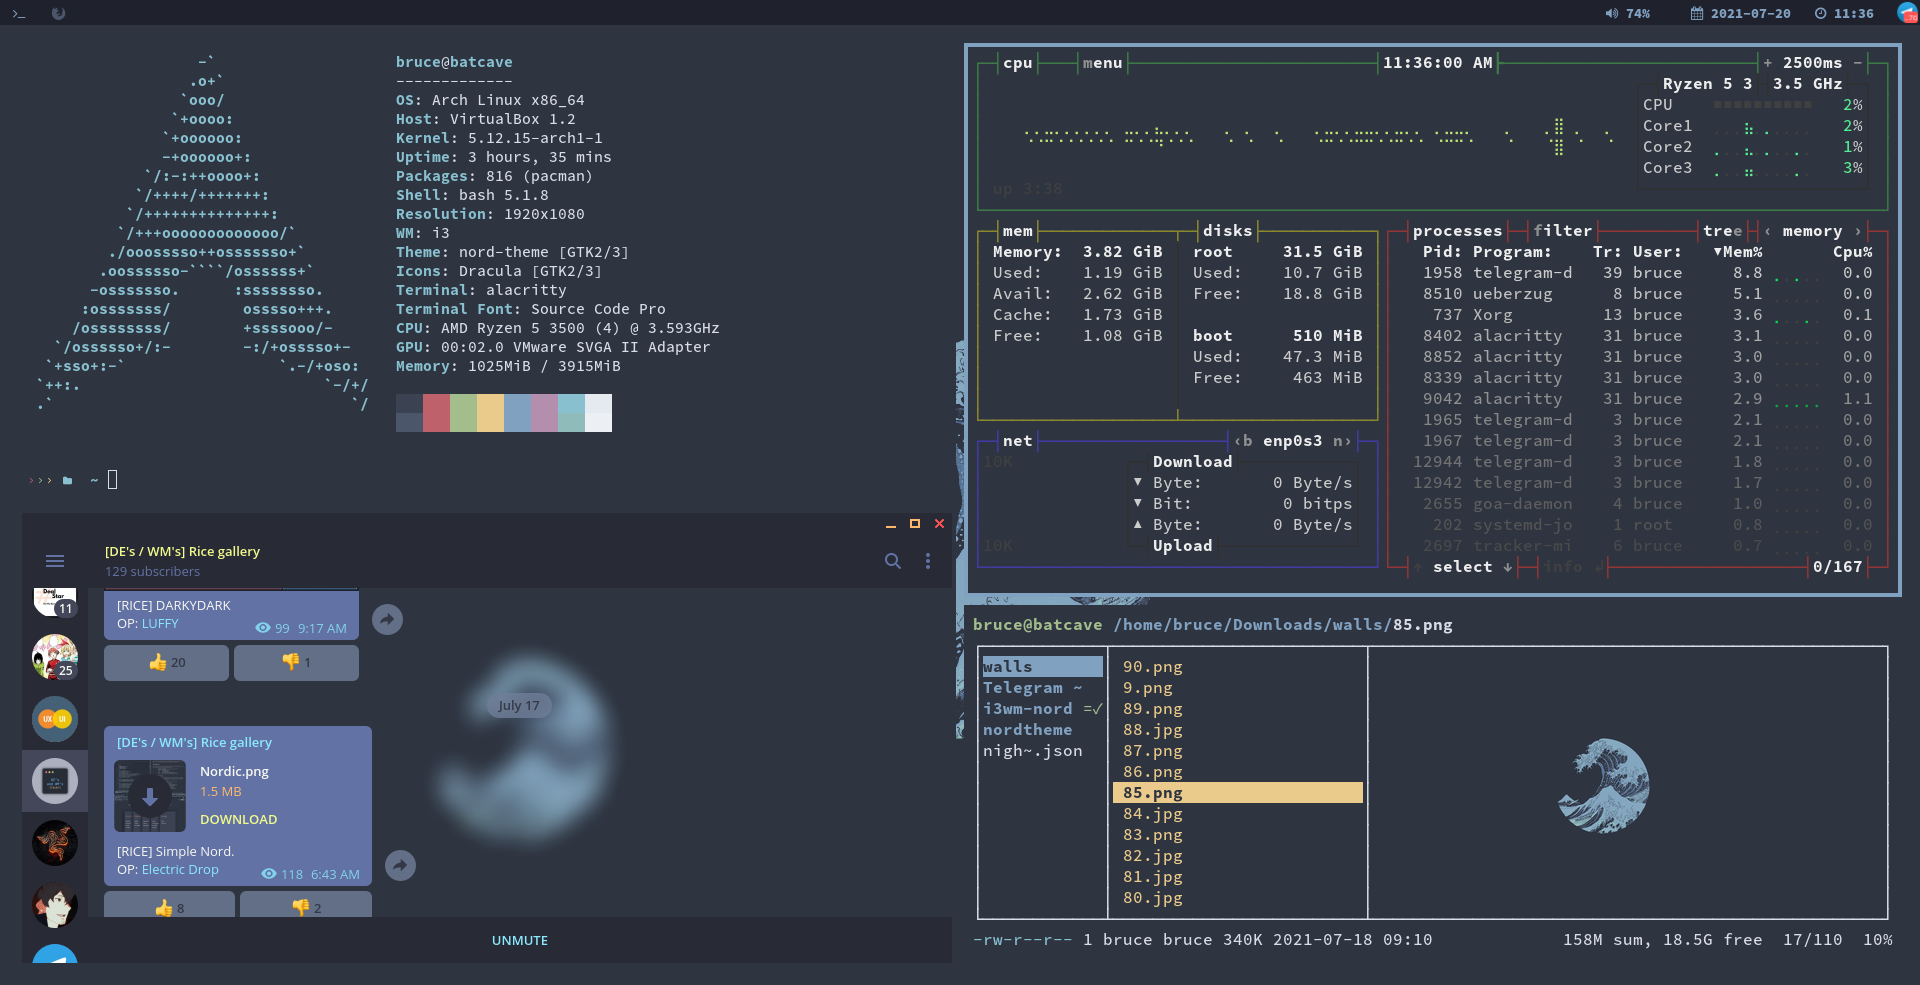 >_
74% 2021-07-20 11:36
bruce@batcave
-------------
OS: Arch Linux x86_64
Host: VirtualBox 1.2
Kernel: 5.12.15-arch1-1
Uptime: 3 hours, 35 mins
Packages: 816 (pacman)
Shell: bash 5.1.8
Resolution: 1920x1080
WM: i3
Theme: nord-theme [GTK2/3]
Icons: Dracula [GTK2/3]
Terminal: alacritty
Terminal Font: Source Code Pro
CPU: AMD Ryzen 5 3500 (4) @ 3.593GHz
GPU: 00:02.0 VMware SVGA II Adapter
Memory: 1025MiB / 3915MiB
-`
.o+`
`ooo/
`+oooo:
`+oooooo:
-+oooooo+:
`/:-:++oooo+:
`/++++/+++++++:
`/++++++++++++++:
`/+++ooooooooooooo/`
./ooosssso++osssssso+`
.oossssso-````/ossssss+`
-osssssso. :ssssssso.
:osssssss/ osssso+++.
/ossssssss/ +ssssooo/-
`/ossssso+/:- -:/+osssso+-
`+sso+:-` `.-/+oso:
`++:. `-/+/
.` `/
››› ~
[DE's / WM's] Rice gallery
129 subscribers
11
25
UX UI
[RICE] DARKYDARK
OP: LUFFY
99 9:17 AM
20 1
July 17
[DE's / WM's] Rice gallery
Nordic.png
1.5 MB
DOWNLOAD
[RICE] Simple Nord.
OP: Electric Drop
118 6:43 AM
8 2
UNMUTE
cpu menu 11:36:00 AM + 2500ms -
Ryzen 5 3 3.5 GHz
CPU 2%
Core1 2%
Core2 1%
Core3 3%
up 3:38
mem disks
Memory: 3.82 GiB
Used: 1.19 GiB
Avail: 2.62 GiB
Cache: 1.73 GiB
Free: 1.08 GiB
root 31.5 GiB
Used: 10.7 GiB
Free: 18.8 GiB
boot 510 MiB
Used: 47.3 MiB
Free: 463 MiB
net ‹b enp0s3 n›
10K
Download
▼ Byte: 0 Byte/s
▼ Bit: 0 bitps
▲ Byte: 0 Byte/s
Upload
10K
processes filter tree ‹ memory ›
Pid: Program: Tr: User: ▼Mem% Cpu%
1958 telegram-d 39 bruce 8.8 0.0
8510 ueberzug 8 bruce 5.1 0.0
737 Xorg 13 bruce 3.6 0.1
8402 alacritty 31 bruce 3.1 0.0
8852 alacritty 31 bruce 3.0 0.0
8339 alacritty 31 bruce 3.0 0.0
9042 alacritty 31 bruce 2.9 1.1
1965 telegram-d 3 bruce 2.1 0.0
1967 telegram-d 3 bruce 2.1 0.0
12944 telegram-d 3 bruce 1.8 0.0
12942 telegram-d 3 bruce 1.7 0.0
2655 goa-daemon 4 bruce 1.0 0.0
202 systemd-jo 1 root 0.8 0.0
2697 tracker-mi 6 bruce 0.7 0.0
↑ select ↓ info ↲ 0/167
bruce@batcave /home/bruce/Downloads/walls/85.png
walls
Telegram ~
i3wm-nord =✓
nordtheme
nigh~.json
90.png
9.png
89.png
88.jpg
87.png
86.png
85.png
84.jpg
83.png
82.jpg
81.jpg
80.jpg
-rw-r--r-- 1 bruce bruce 340K 2021-07-18 09:10 158M sum, 18.5G free 17/110 10%